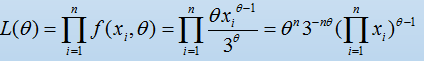 L(θ) = ∏_{i=1}^{n} f(x_i, θ) = ∏_{i=1}^{n} θx_i^{θ-1} / 3^θ = θ^n 3^{-nθ} (∏_{i=1}^{n} x_i)^{θ-1}